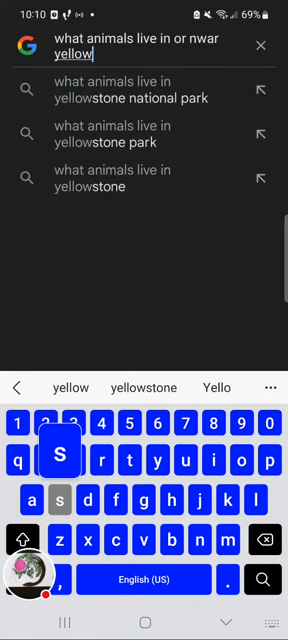 10:10 69%
what animals live in or nwar
yellow
what animals live in
yellowstone national park
what animals live in
yellowstone park
what animals live in
yellowstone
yellow yellowstone Yello
1 2 3 4 5 6 7 8 9 0
q s r t y u i o p
a s d f g h j k l
z x c v b n m
, English (US) .